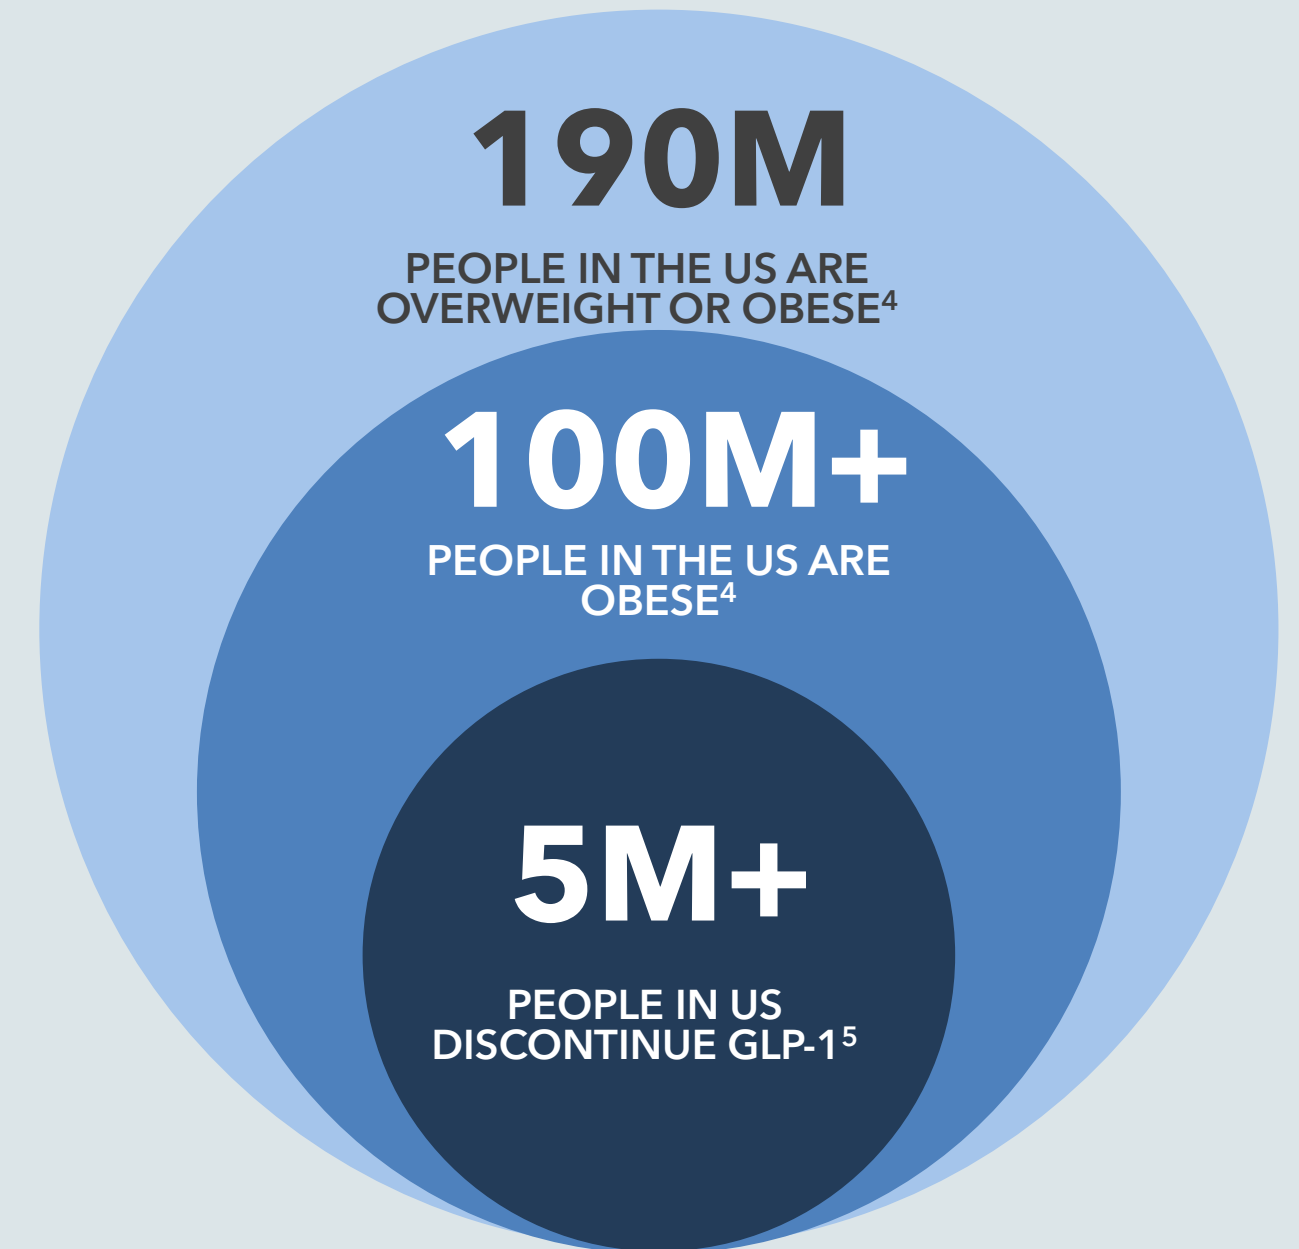 190M
PEOPLE IN THE US ARE
OVERWEIGHT OR OBESE⁴
100M+
PEOPLE IN THE US ARE
OBESE⁴
5M+
PEOPLE IN US
DISCONTINUE GLP-1⁵